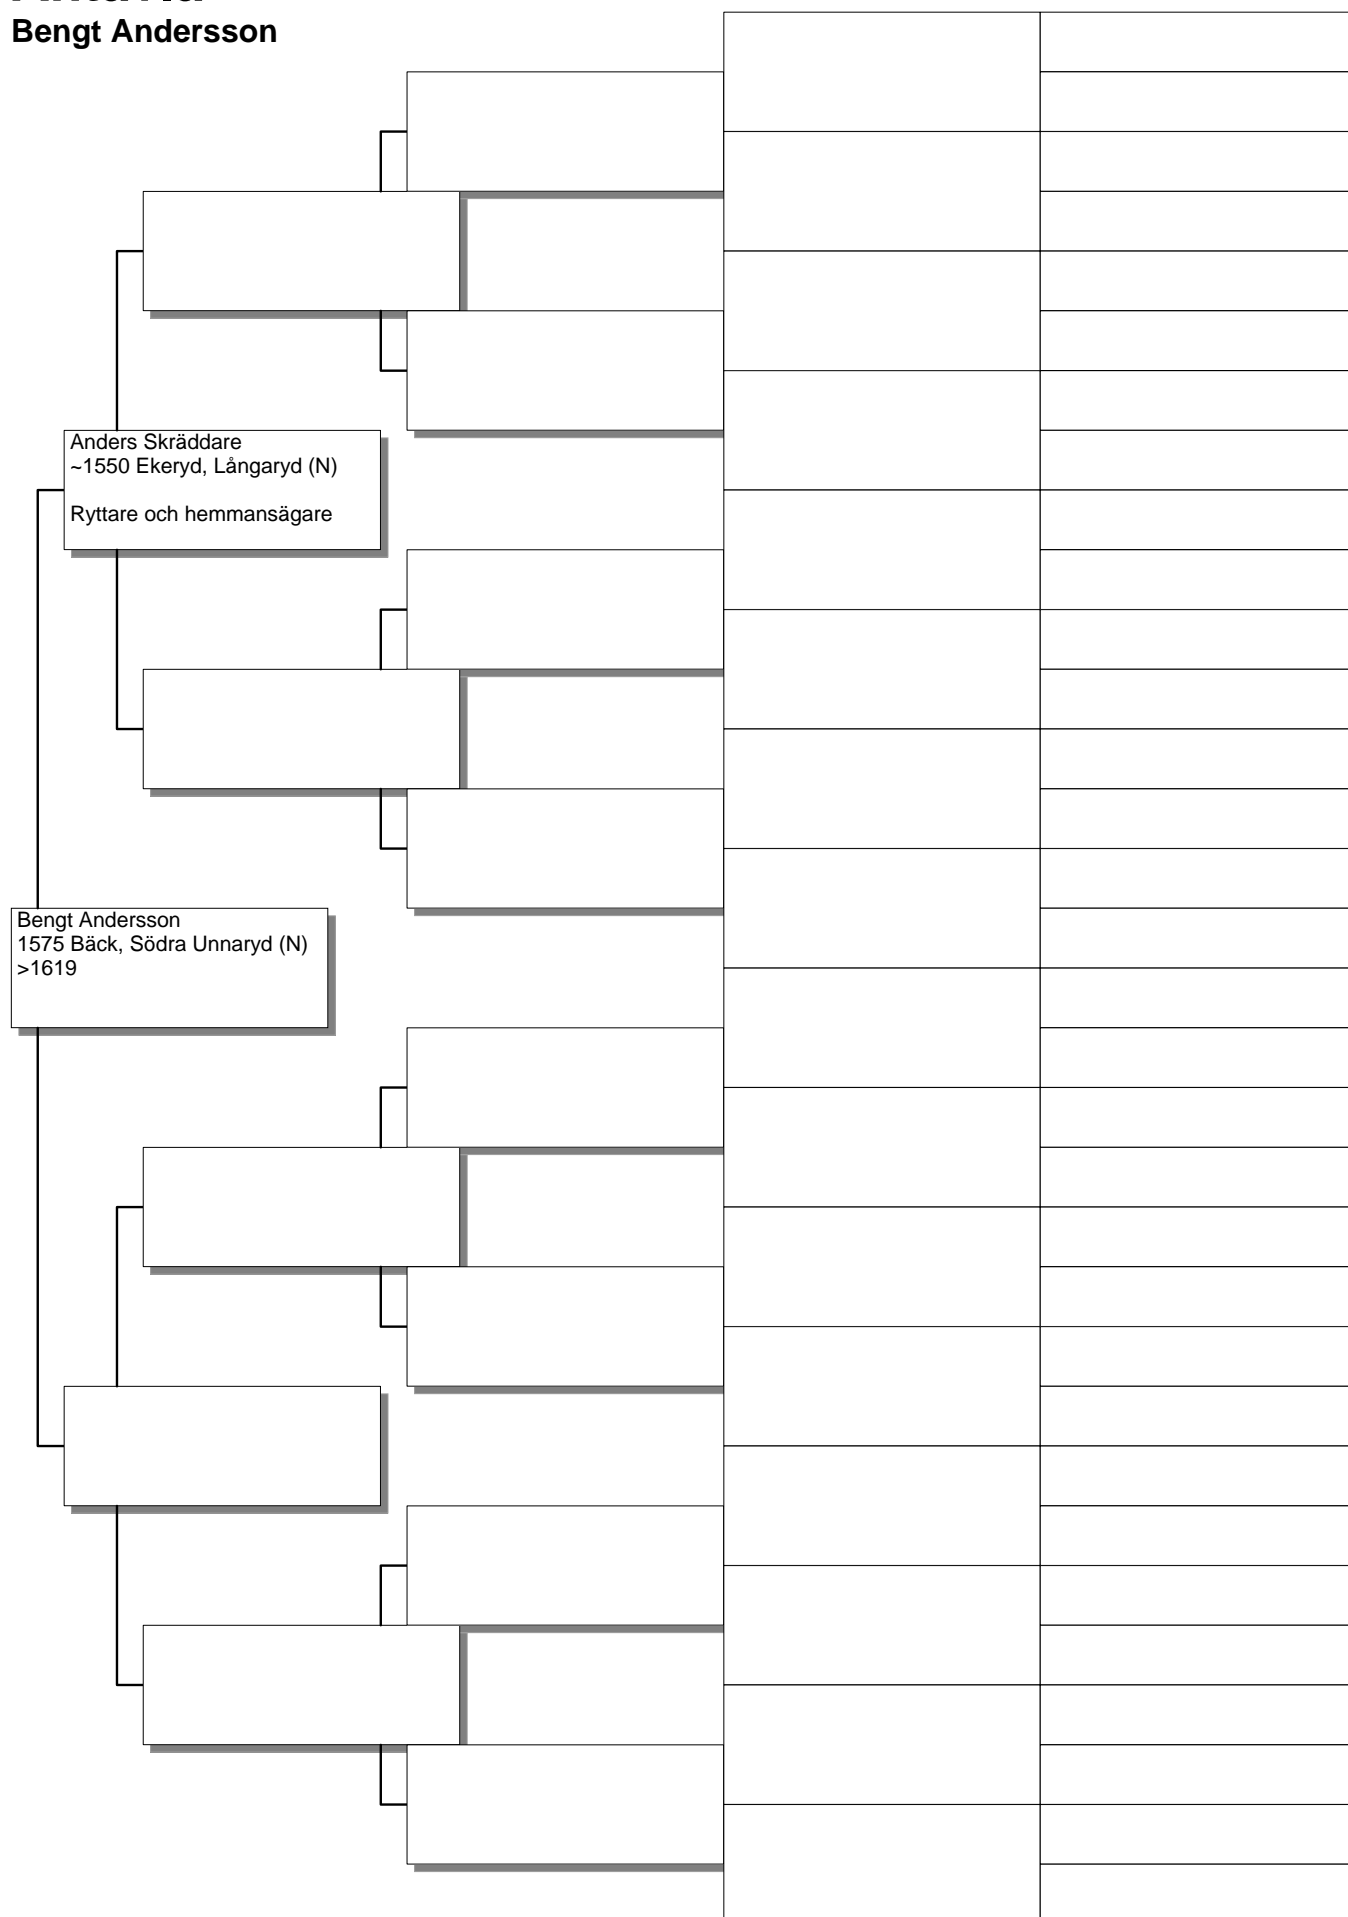 Bengt Andersson
Anders Skräddare
~1550 Ekeryd, Långaryd (N)
Ryttare och hemmansägare
Bengt Andersson
1575 Bäck, Södra Unnaryd (N)
>1619